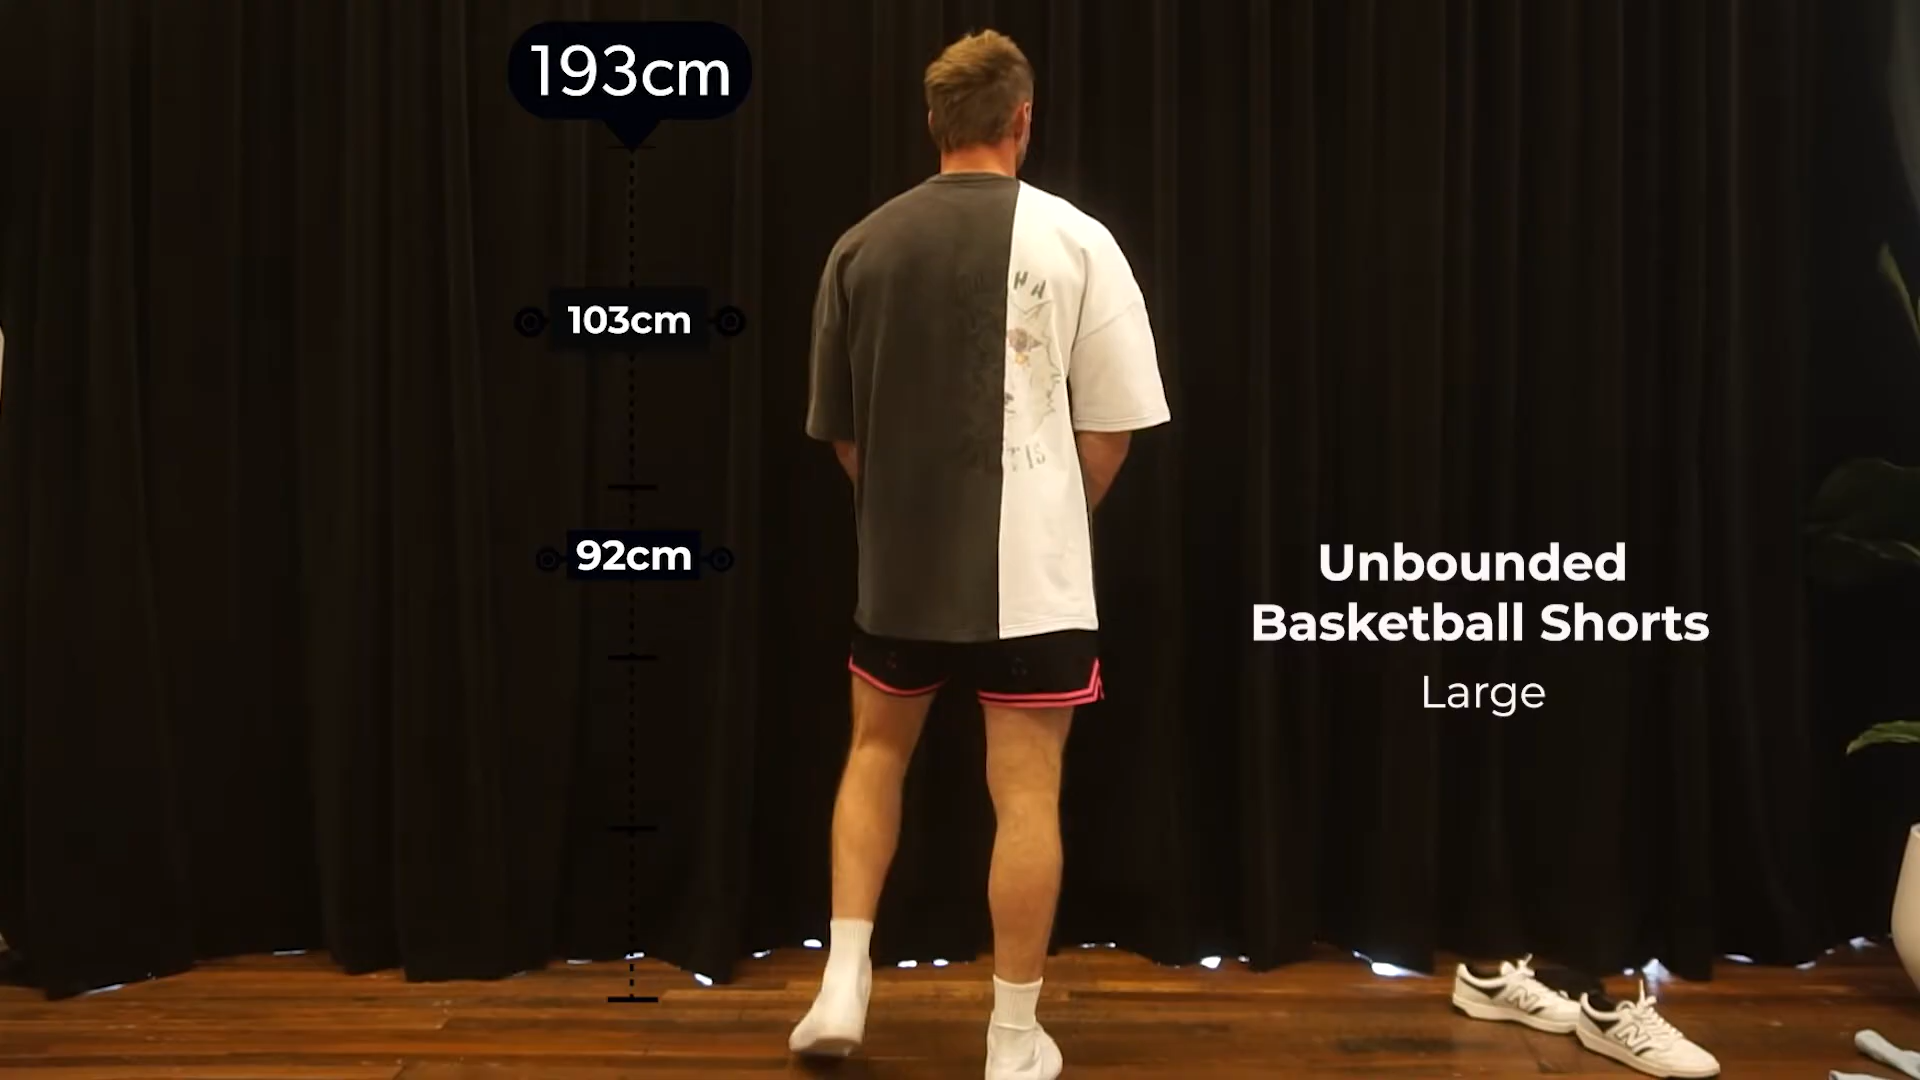 193cm
103cm
92cm
Unbounded
Basketball Shorts
Large
N
N